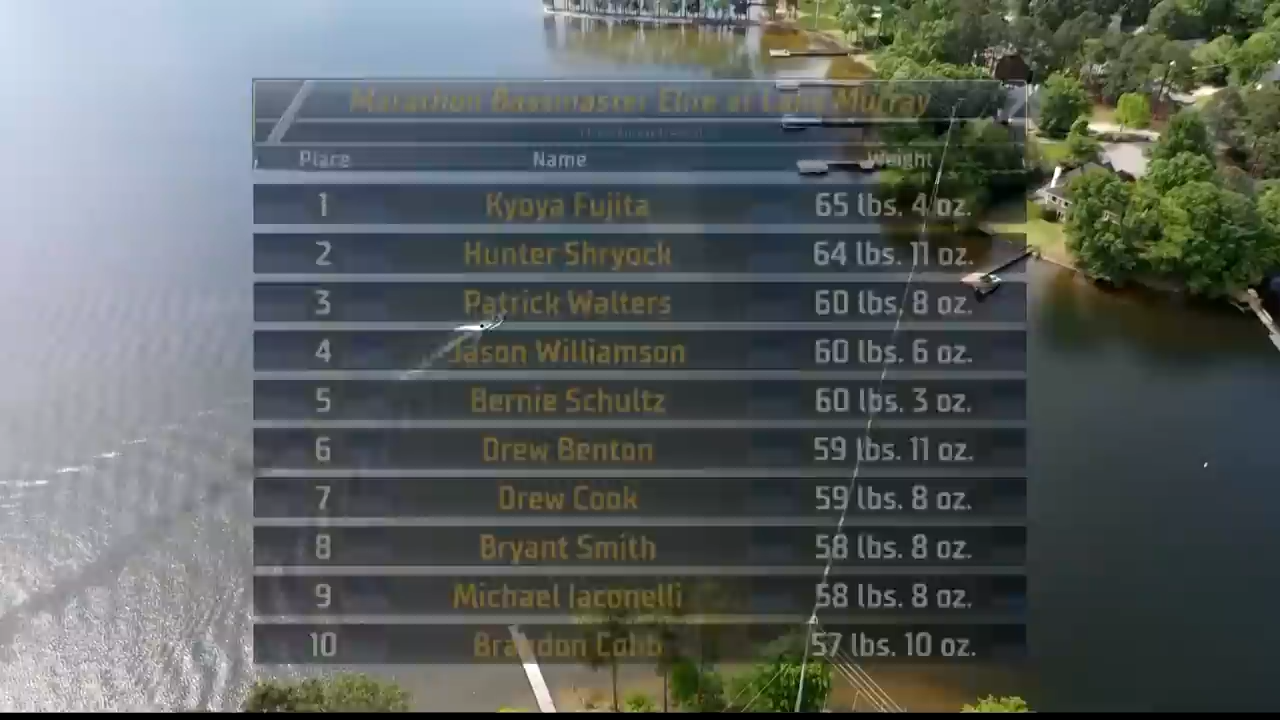 Marathon Bassmaster Elite at Lake Murray
Place Name Weight
1 Kyoya Fujita 65 lbs. 4 oz.
2 Hunter Shryock 64 lbs. 11 oz.
3 Patrick Walters 60 lbs. 8 oz.
4 Jason Williamson 60 lbs. 6 oz.
5 Bernie Schultz 60 lbs. 3 oz.
6 Drew Benton 59 lbs. 11 oz.
7 Drew Cook 59 lbs. 8 oz.
8 Bryant Smith 58 lbs. 8 oz.
9 Michael Iaconelli 58 lbs. 8 oz.
10 Brandon Cobb 57 lbs. 10 oz.